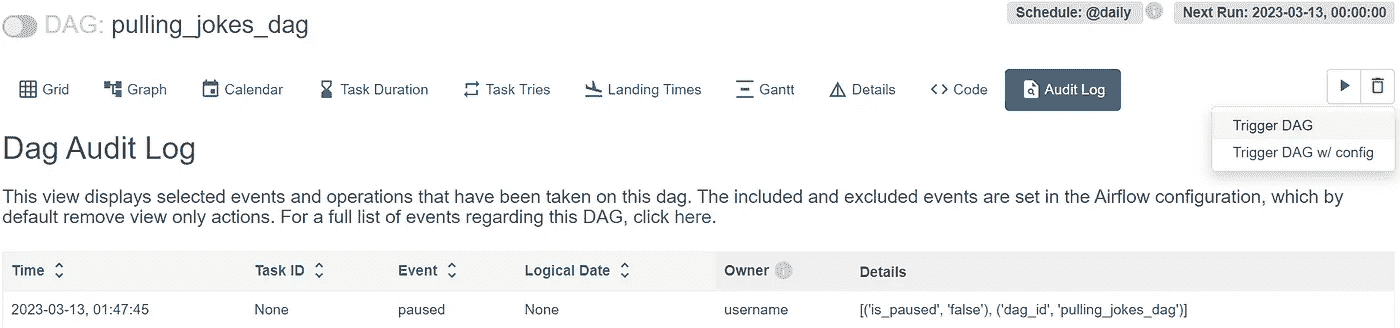 DAG: pulling_jokes_dag
Schedule: @daily
Next Run: 2023-03-13, 00:00:00
Grid Graph Calendar Task Duration Task Tries Landing Times Gantt Details Code Audit Log
Trigger DAG
Trigger DAG w/ config
Dag Audit Log
This view displays selected events and operations that have been taken on this dag. The included and excluded events are set in the Airflow configuration, which by
default remove view only actions. For a full list of events regarding this DAG, click here.
Time Task ID Event Logical Date Owner Details
2023-03-13, 01:47:45 None paused None username [('is_paused', 'false'), ('dag_id', 'pulling_jokes_dag')]